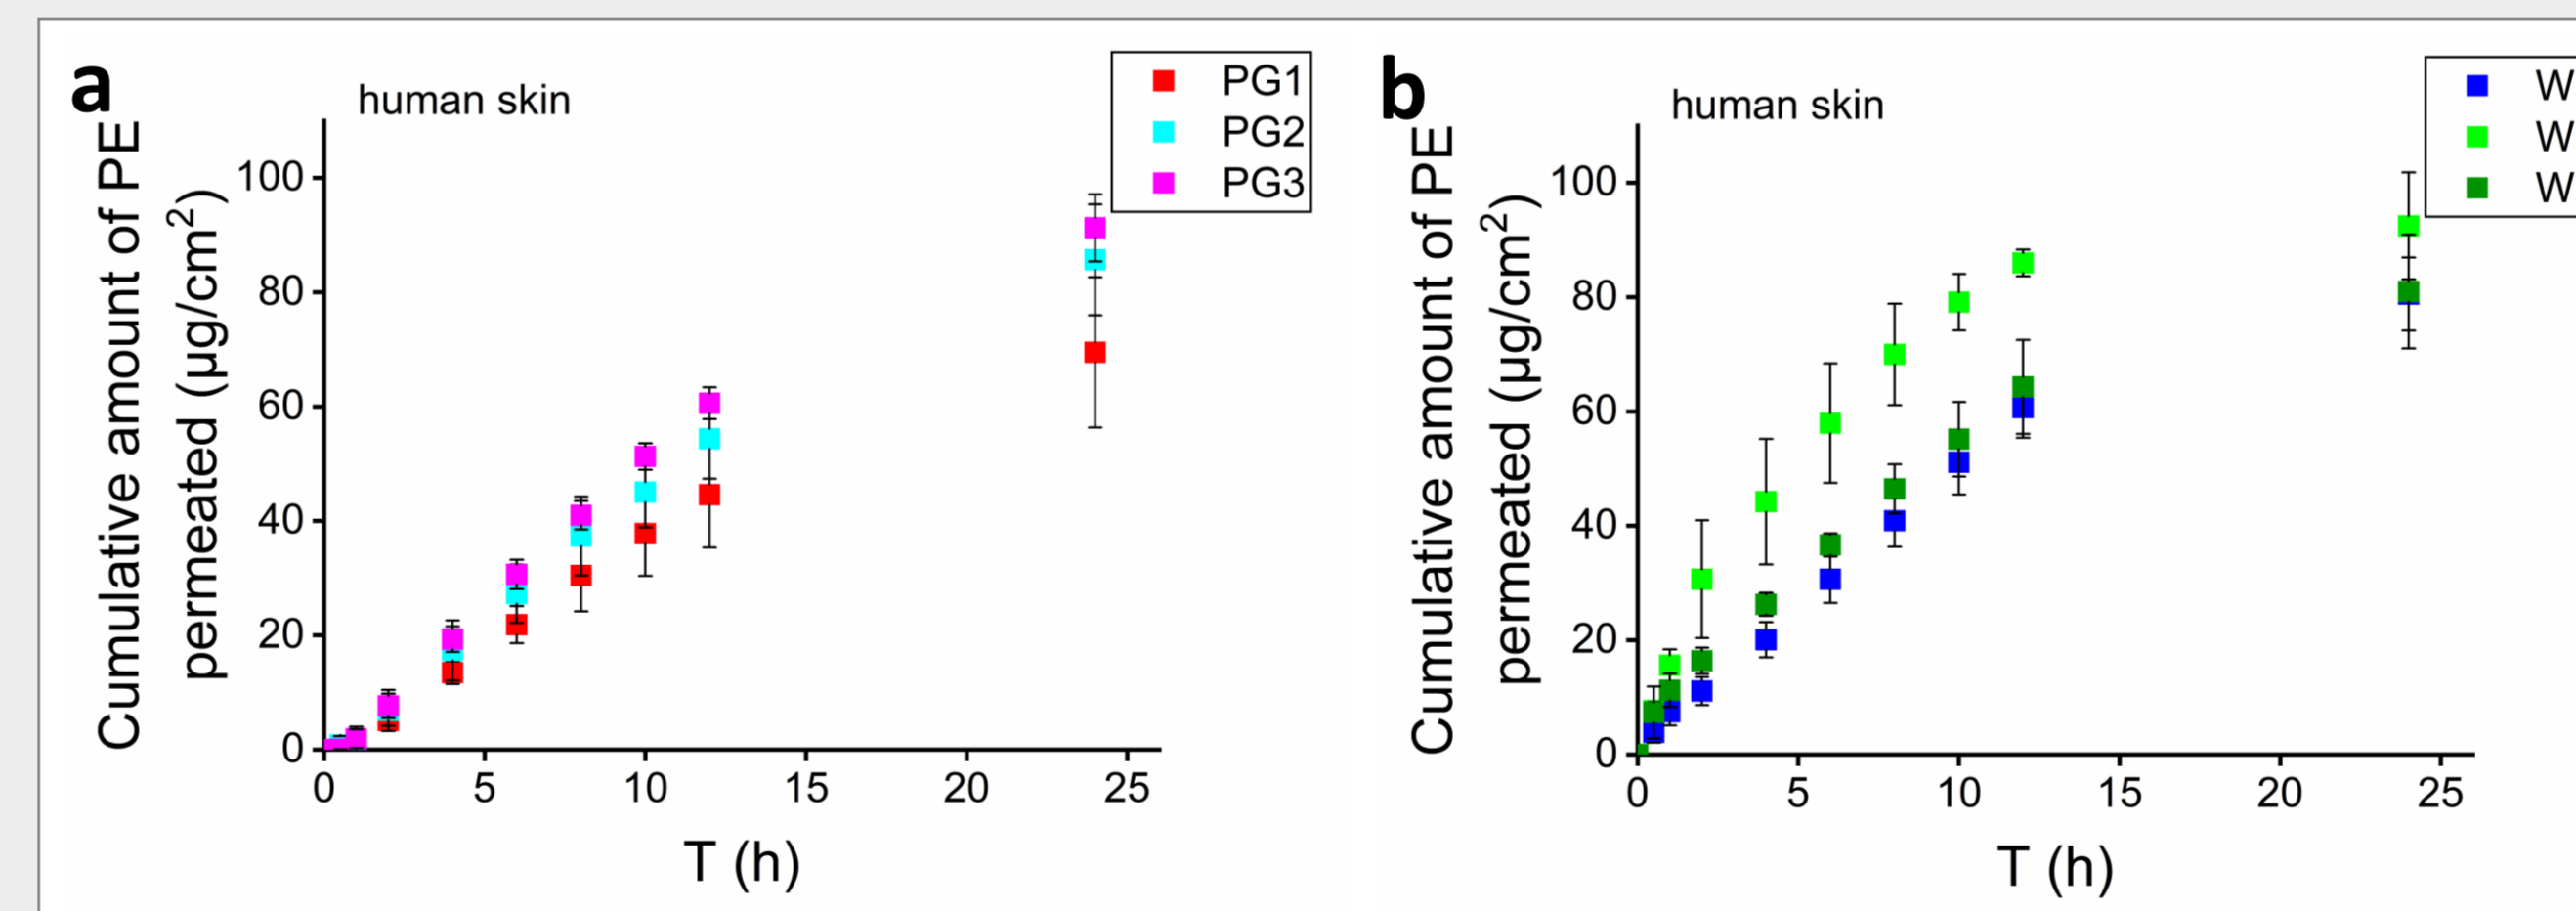 a
human skin
PG1
PG2
PG3
Cumulative amount of PE
permeated (µg/cm²)
100
80
60
40
20
0
0 5 10 15 20 25
T (h)
b
human skin
W
W
W
Cumulative amount of PE
permeated (µg/cm²)
100
80
60
40
20
0
0 5 10 15 20 25
T (h)